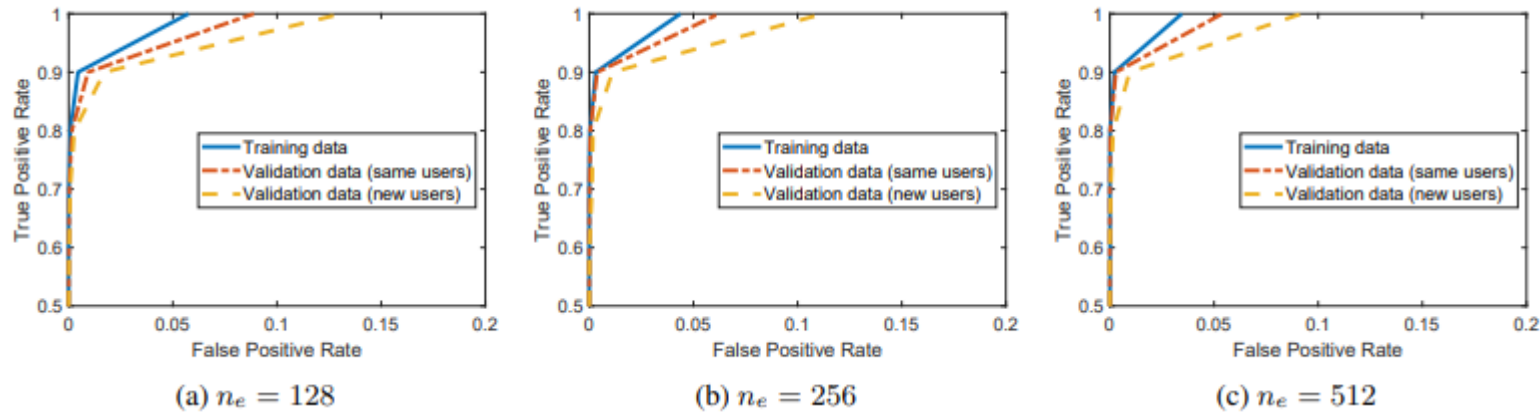 1
0.9
0.8
0.7
0.6
0.5
True Positive Rate
Training data
Validation data (same users)
Validation data (new users)
0 0.05 0.1 0.15 0.2
False Positive Rate
(a) nₑ = 128
1
0.9
0.8
0.7
0.6
0.5
True Positive Rate
Training data
Validation data (same users)
Validation data (new users)
0 0.05 0.1 0.15 0.2
False Positive Rate
(b) nₑ = 256
1
0.9
0.8
0.7
0.6
0.5
True Positive Rate
Training data
Validation data (same users)
Validation data (new users)
0 0.05 0.1 0.15 0.2
False Positive Rate
(c) nₑ = 512